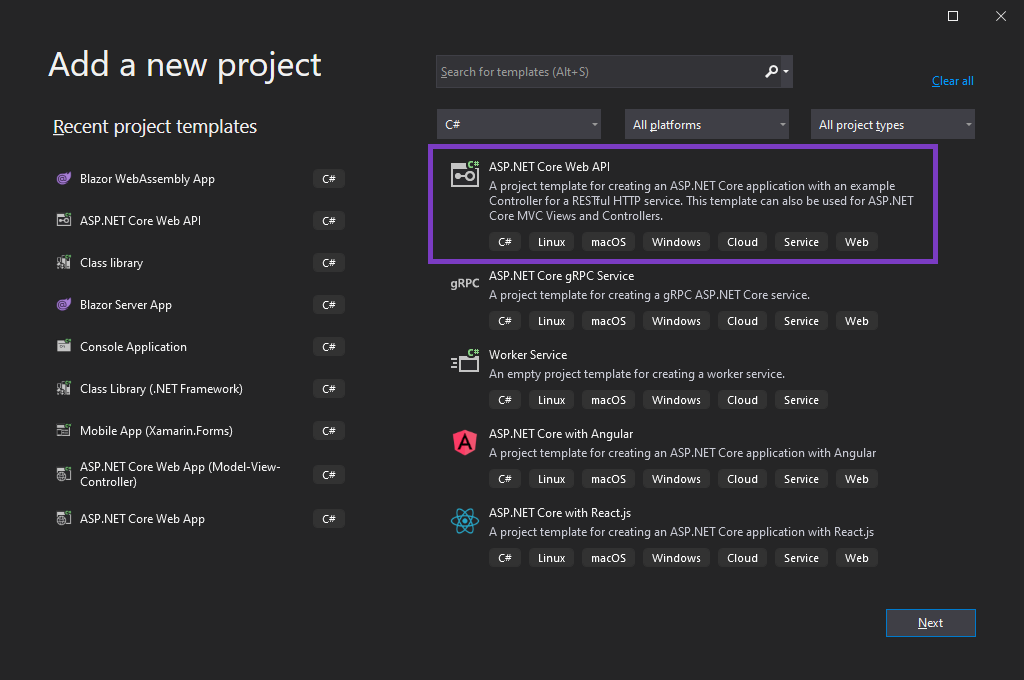 Add a new project
Search for templates (Alt+S)
Clear all
Recent project templates
C#
All platforms
All project types
Blazor WebAssembly App
C#
ASP.NET Core Web API
C#
Class library
C#
Blazor Server App
C#
Console Application
C#
Class Library (.NET Framework)
C#
Mobile App (Xamarin.Forms)
C#
ASP.NET Core Web App (Model-View-
Controller)
C#
ASP.NET Core Web App
C#
C#
ASP.NET Core Web API
A project template for creating an ASP.NET Core application with an example
Controller for a RESTful HTTP service. This template can also be used for ASP.NET
Core MVC Views and Controllers.
C# Linux macOS Windows Cloud Service Web
gRPC
ASP.NET Core gRPC Service
A project template for creating a gRPC ASP.NET Core service.
C# Linux macOS Windows Cloud Service Web
C#
Worker Service
An empty project template for creating a worker service.
C# Linux macOS Windows Cloud Service
A
ASP.NET Core with Angular
A project template for creating an ASP.NET Core application with Angular
C# Linux macOS Windows Cloud Service Web
ASP.NET Core with React.js
A project template for creating an ASP.NET Core application with React.js
C# Linux macOS Windows Cloud Service Web
Next